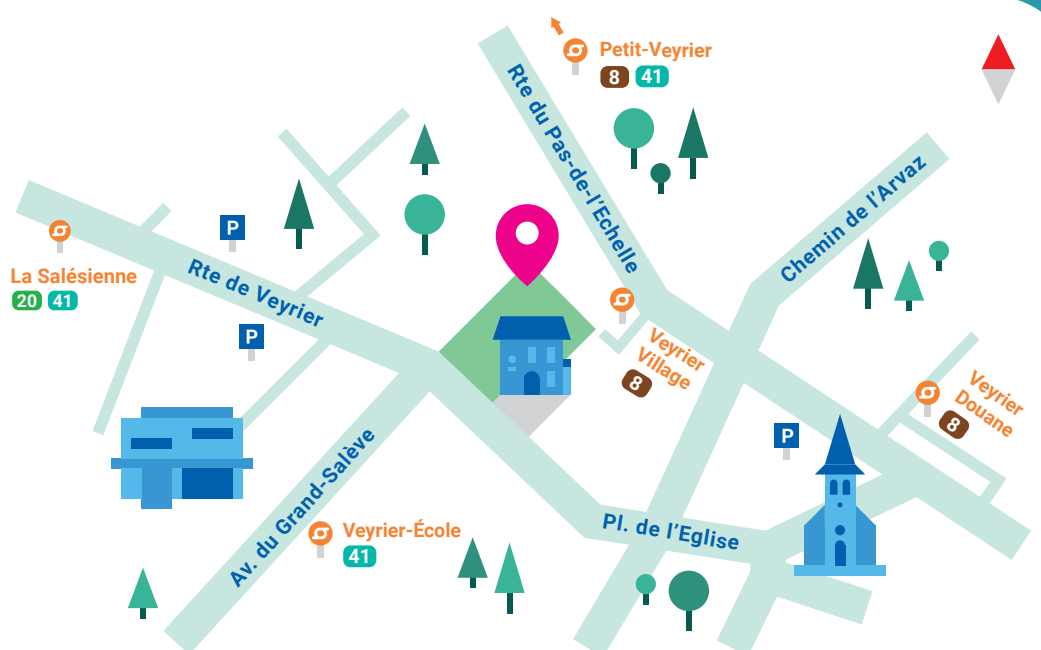 Petit-Veyrier
8 41
Rte du Pas-de-l'Echelle
Chemin de l'Arvaz
P
La Salésienne
20 41
Rte de Veyrier
P
Veyrier
Village
8
Veyrier
Douane
8
P
Av. du Grand-Salève
Veyrier-École
41
Pl. de l'Eglise